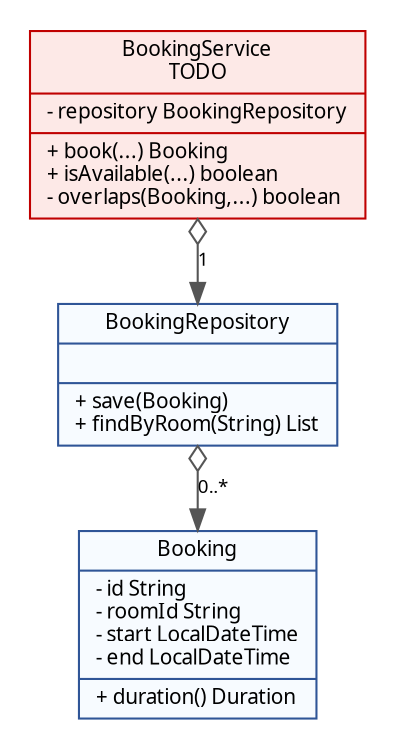 BookingService
TODO
- repository BookingRepository
+ book(...) Booking
+ isAvailable(...) boolean
- overlaps(Booking,...) boolean
1
BookingRepository
+ save(Booking)
+ findByRoom(String) List
0..*
Booking
- id String
- roomId String
- start LocalDateTime
- end LocalDateTime
+ duration() Duration